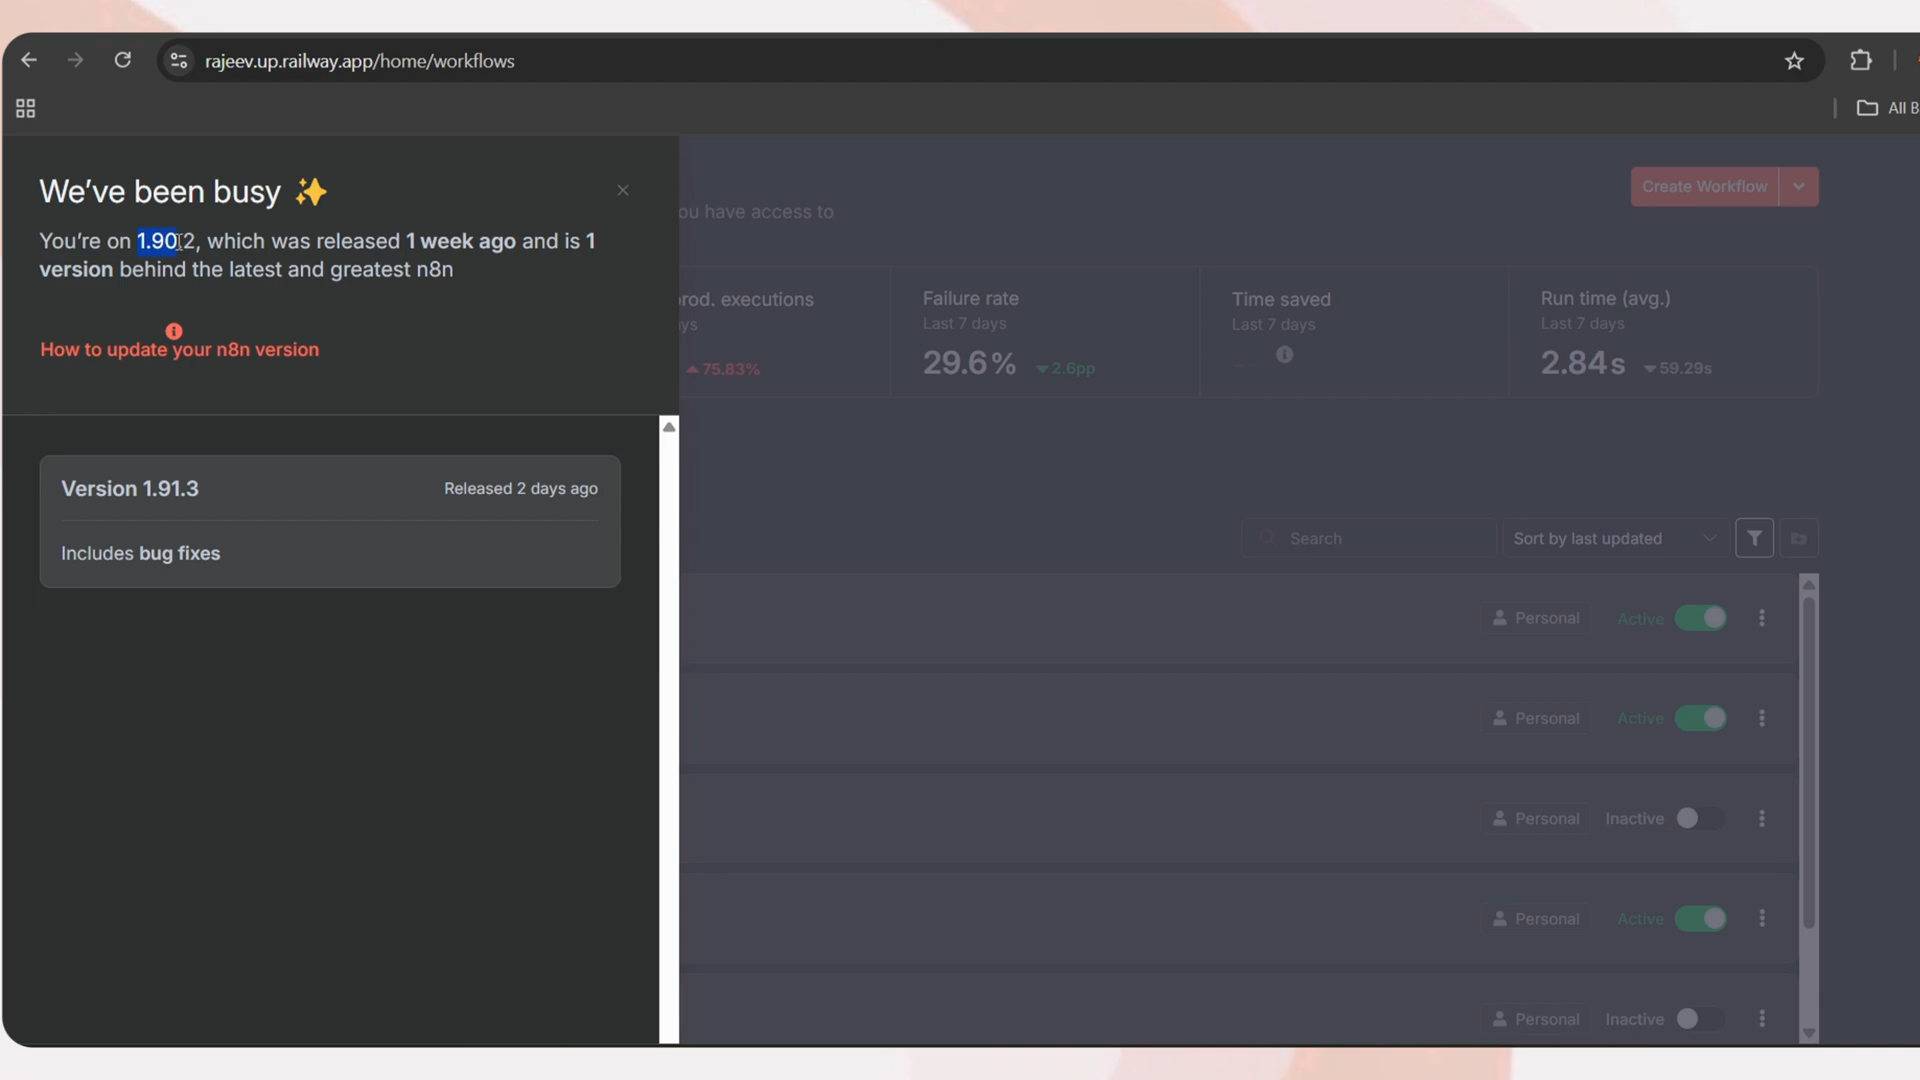 rajeev.up.railway.app/home/workflows
All B
We've been busy ✨
You're on 1.90.2, which was released 1 week ago and is 1
version behind the latest and greatest n8n
How to update your n8n version
Version 1.91.3
Released 2 days ago
Includes bug fixes
ou have access to
Create Workflow
rod. executions
ys
75.83%
Failure rate
Last 7 days
29.6%
2.6pp
Time saved
Last 7 days
--
Run time (avg.)
Last 7 days
2.84s
59.29s
Search
Sort by last updated
Personal
Active
Personal
Active
Personal
Inactive
Personal
Active
Personal
Inactive